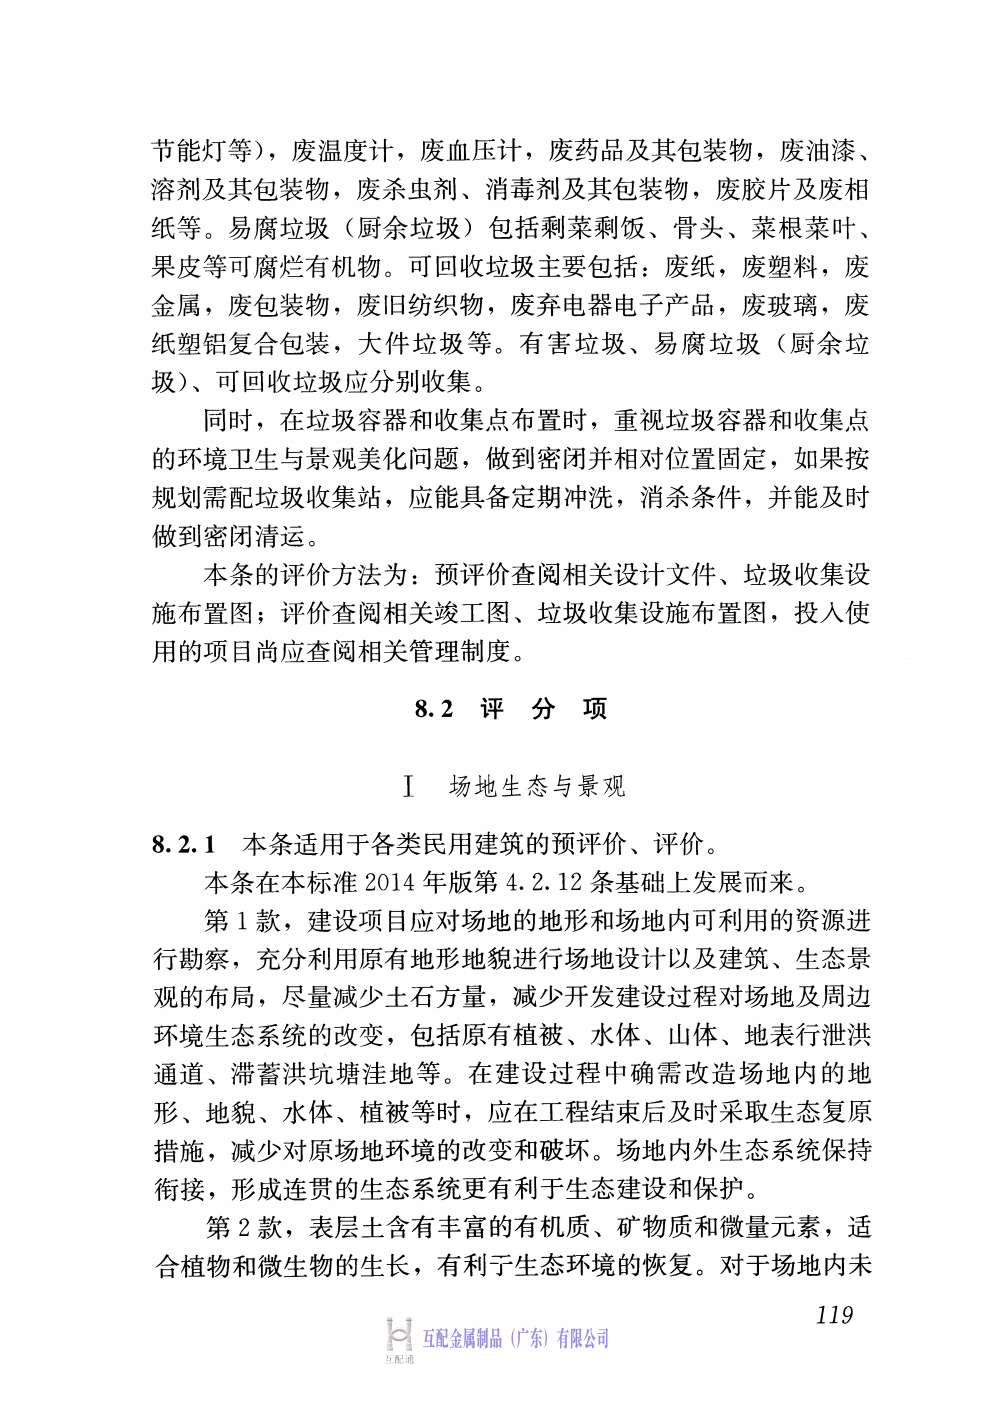 节能灯等），废温度计，废血压计，废药品及其包装物，废油漆、
溶剂及其包装物，废杀虫剂、消毒剂及其包装物，废胶片及废相
纸等。易腐垃圾（厨余垃圾）包括剩菜剩饭、骨头、菜根菜叶、
果皮等可腐烂有机物。可回收垃圾主要包括：废纸，废塑料，废
金属，废包装物，废旧纺织物，废弃电器电子产品，废玻璃，废
纸塑铝复合包装，大件垃圾等。有害垃圾、易腐垃圾（厨余垃
圾）、可回收垃圾应分别收集。
同时，在垃圾容器和收集点布置时，重视垃圾容器和收集点
的环境卫生与景观美化问题，做到密闭并相对位置固定，如果按
规划需配垃圾收集站，应能具备定期冲洗，消杀条件，并能及时
做到密闭清运。
本条的评价方法为：预评价查阅相关设计文件、垃圾收集设
施布置图；评价查阅相关竣工图、垃圾收集设施布置图，投入使
用的项目尚应查阅相关管理制度。
8.2 评 分 项
Ⅰ 场地生态与景观
8.2.1 本条适用于各类民用建筑的预评价、评价。
本条在本标准 2014 年版第 4.2.12 条基础上发展而来。
第 1 款，建设项目应对场地的地形和场地内可利用的资源进
行勘察，充分利用原有地形地貌进行场地设计以及建筑、生态景
观的布局，尽量减少土石方量，减少开发建设过程对场地及周边
环境生态系统的改变，包括原有植被、水体、山体、地表行泄洪
通道、滞蓄洪坑塘洼地等。在建设过程中确需改造场地内的地
形、地貌、水体、植被等时，应在工程结束后及时采取生态复原
措施，减少对原场地环境的改变和破坏。场地内外生态系统保持
衔接，形成连贯的生态系统更有利于生态建设和保护。
第 2 款，表层土含有丰富的有机质、矿物质和微量元素，适
合植物和微生物的生长，有利于生态环境的恢复。对于场地内未
119
互配金属制品（广东）有限公司
互配通